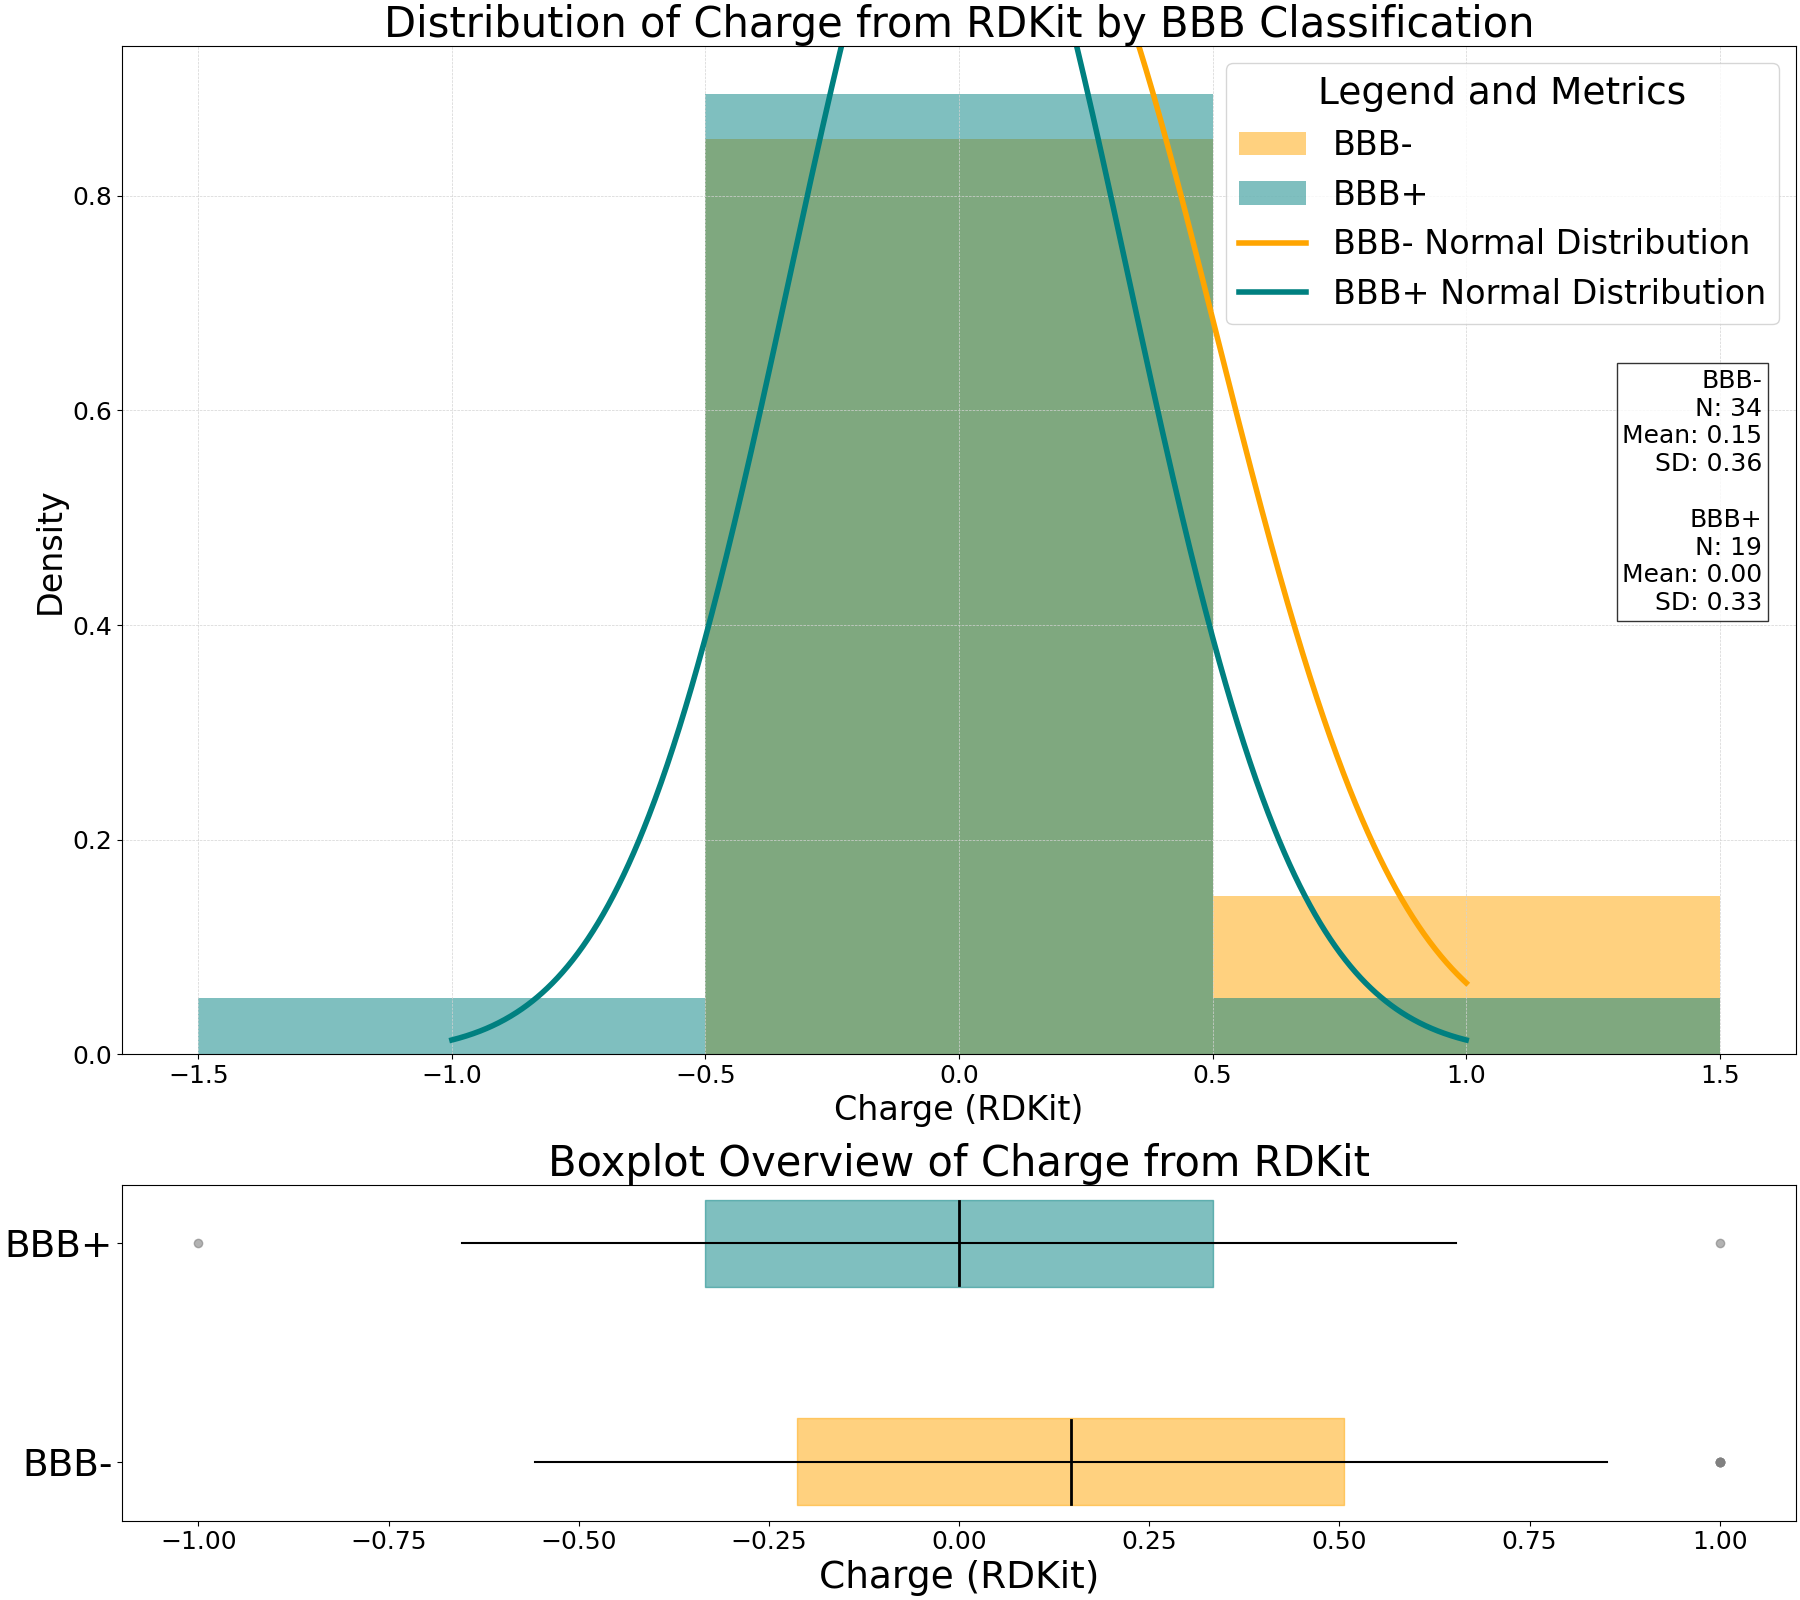 Distribution of Charge from RDKit by BBB Classification
Legend and Metrics
BBB-
BBB+
BBB- Normal Distribution
BBB+ Normal Distribution
BBB-
N: 34
Mean: 0.15
SD: 0.36
BBB+
N: 19
Mean: 0.00
SD: 0.33
Density
0.8
0.6
0.4
0.2
0.0
−1.5 −1.0 −0.5 0.0 0.5 1.0 1.5
Charge (RDKit)
Boxplot Overview of Charge from RDKit
BBB+
BBB-
−1.00 −0.75 −0.50 −0.25 0.00 0.25 0.50 0.75 1.00
Charge (RDKit)